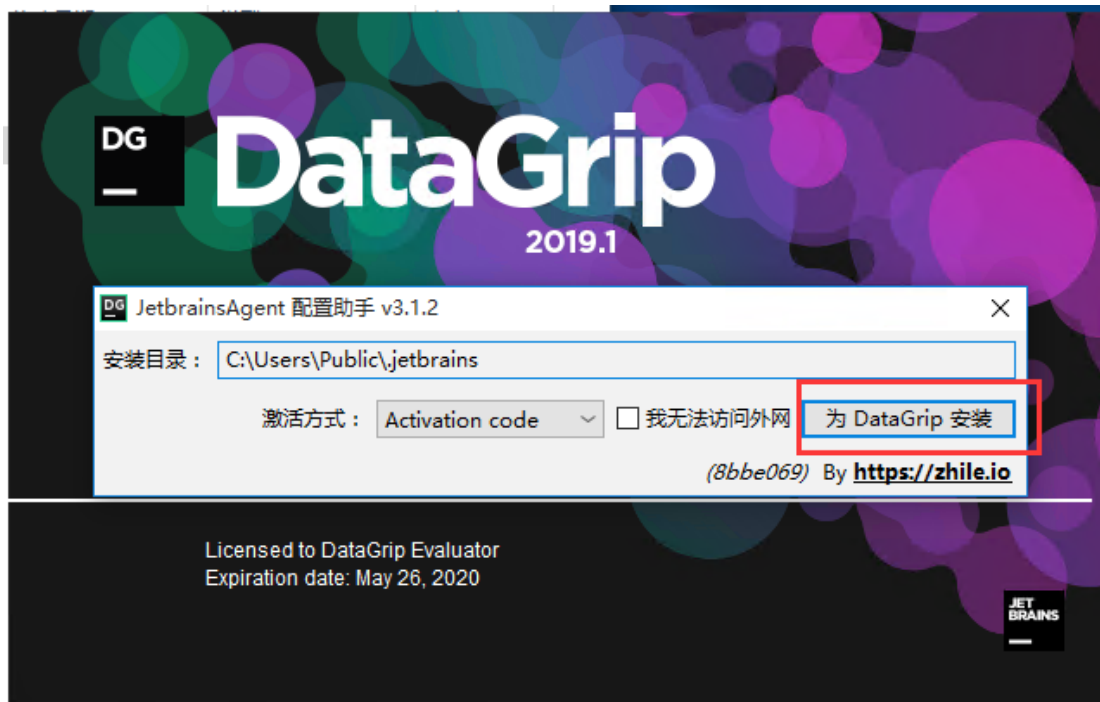 DG
DataGrip
2019.1
DG JetbrainsAgent 配置助手 v3.1.2
安装目录： C:\Users\Public\.jetbrains
激活方式： Activation code 我无法访问外网 为 DataGrip 安装
(8bbe069) By https://zhile.io
Licensed to DataGrip Evaluator
Expiration date: May 26, 2020
JET
BRAINS